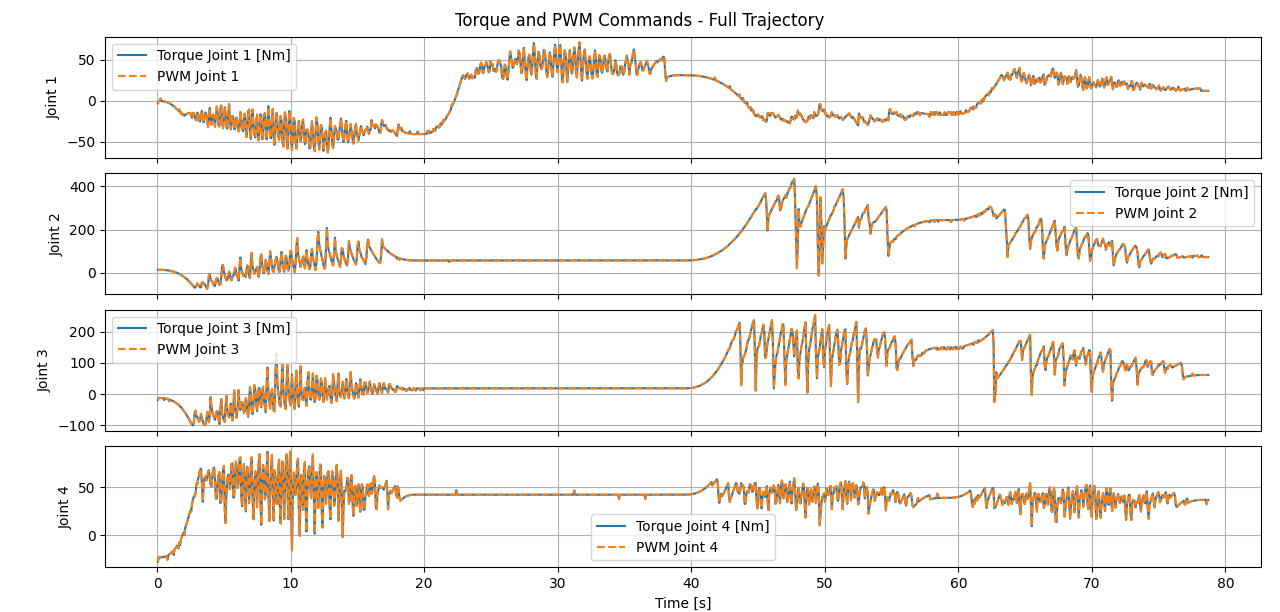 Torque and PWM Commands - Full Trajectory
Joint 1
50
0
−50
Torque Joint 1 [Nm]
PWM Joint 1
Joint 2
400
200
0
Torque Joint 2 [Nm]
PWM Joint 2
Joint 3
200
100
0
−100
Torque Joint 3 [Nm]
PWM Joint 3
Joint 4
50
0
Torque Joint 4 [Nm]
PWM Joint 4
0 10 20 30 40 50 60 70 80
Time [s]